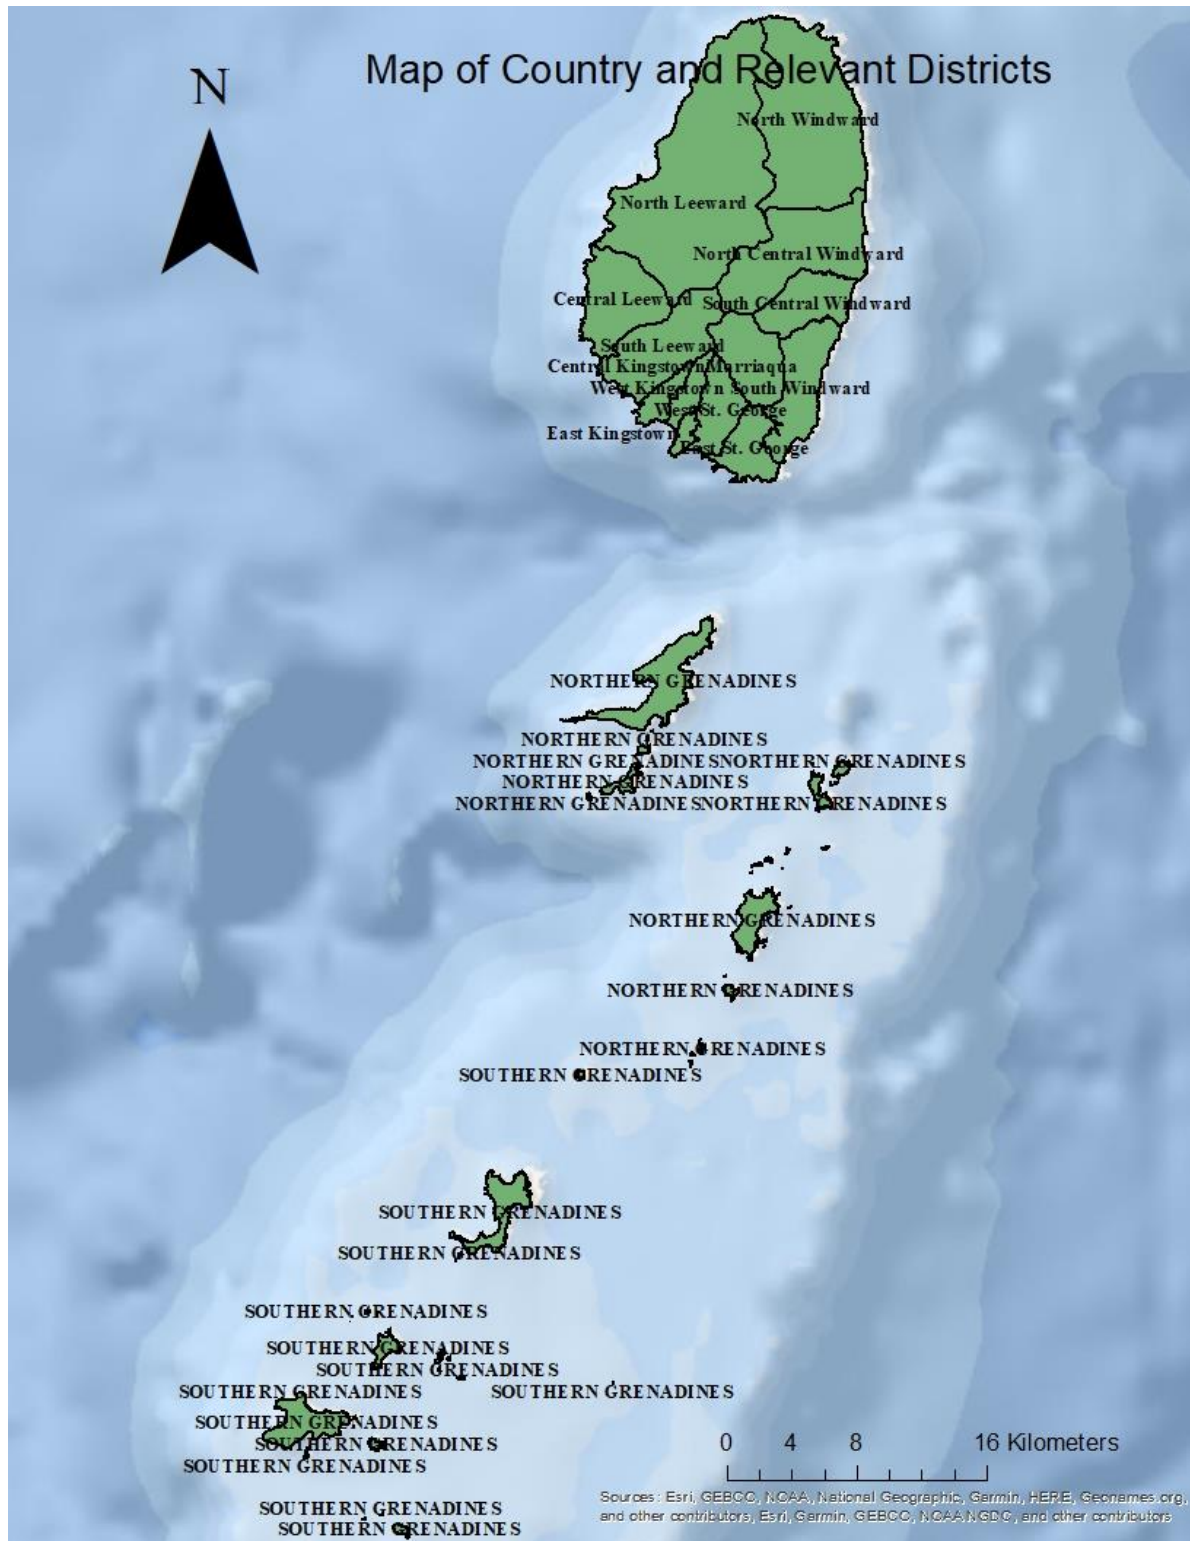 Map of Country and Relevant Districts
N
North Windward
North Leeward
North Central Windward
Central Leeward
South Central Windward
South Leeward
Central Kingstown
Marriaqua
West Kingstown
South Windward
West St. George
East Kingstown
East St. George
NORTHERN GRENADINES
NORTHERN GRENADINES
NORTHERN GRENADINES
NORTHERN GRENADINES
NORTHERN GRENADINES
NORTHERN GRENADINES
NORTHERN GRENADINES
NORTHERN GRENADINES
NORTHERN GRENADINES
NORTHERN GRENADINES
SOUTHERN GRENADINES
SOUTHERN GRENADINES
SOUTHERN GRENADINES
SOUTHERN GRENADINES
SOUTHERN GRENADINES
SOUTHERN GRENADINES
SOUTHERN GRENADINES
SOUTHERN GRENADINES
SOUTHERN GRENADINES
SOUTHERN GRENADINES
SOUTHERN GRENADINES
SOUTHERN GRENADINES
SOUTHERN GRENADINES
0 4 8 16 Kilometers
Sources: Esri, GEBCO, NOAA, National Geographic, Garmin, HERE, Geonames.org,
and other contributors, Esri, Garmin, GEBCO, NOAA NGDC, and other contributors